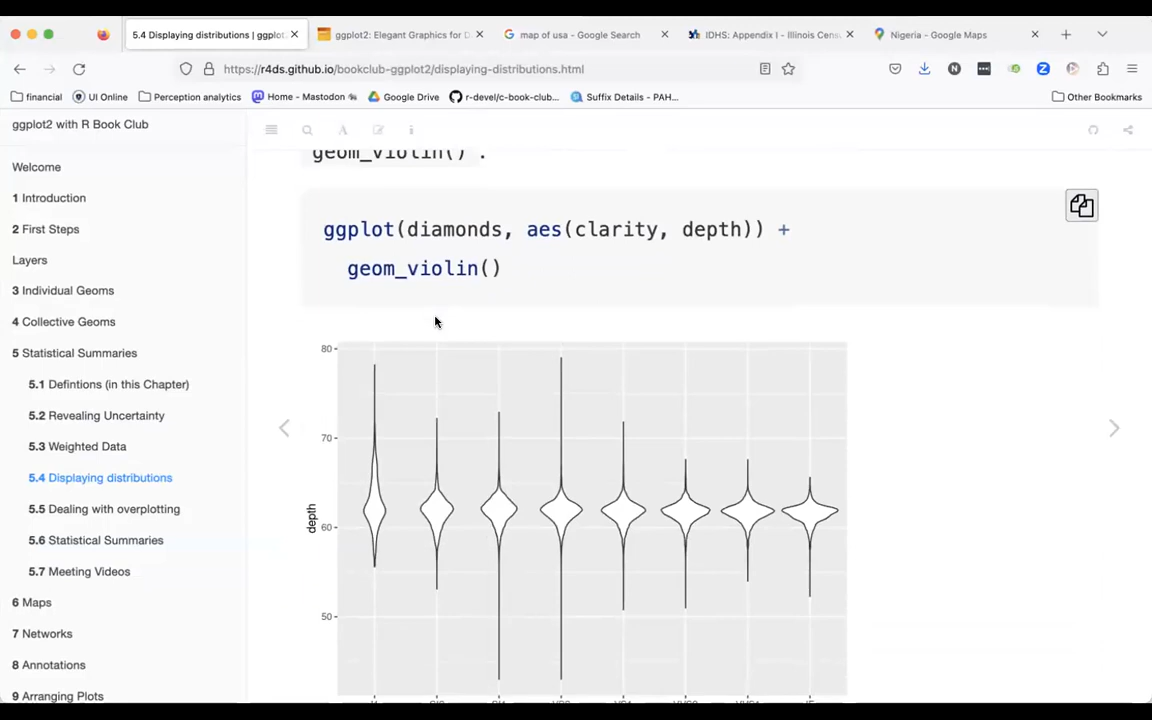 5.4 Displaying distributions | ggplot
ggplot2: Elegant Graphics for D
map of usa - Google Search
IDHS: Appendix I - Illinois Cens
Nigeria - Google Maps
https://r4ds.github.io/bookclub-ggplot2/displaying-distributions.html
financial
UI Online
Perception analytics
Home - Mastodon
Google Drive
r-devel/c-book-club...
Suffix Details - PAH...
Other Bookmarks
ggplot2 with R Book Club
Welcome
1 Introduction
2 First Steps
Layers
3 Individual Geoms
4 Collective Geoms
5 Statistical Summaries
5.1 Defintions (in this Chapter)
5.2 Revealing Uncertainty
5.3 Weighted Data
5.4 Displaying distributions
5.5 Dealing with overplotting
5.6 Statistical Summaries
5.7 Meeting Videos
6 Maps
7 Networks
8 Annotations
9 Arranging Plots
geom_violin() .
ggplot(diamonds, aes(clarity, depth)) +
geom_violin()
80
70
60
50
depth